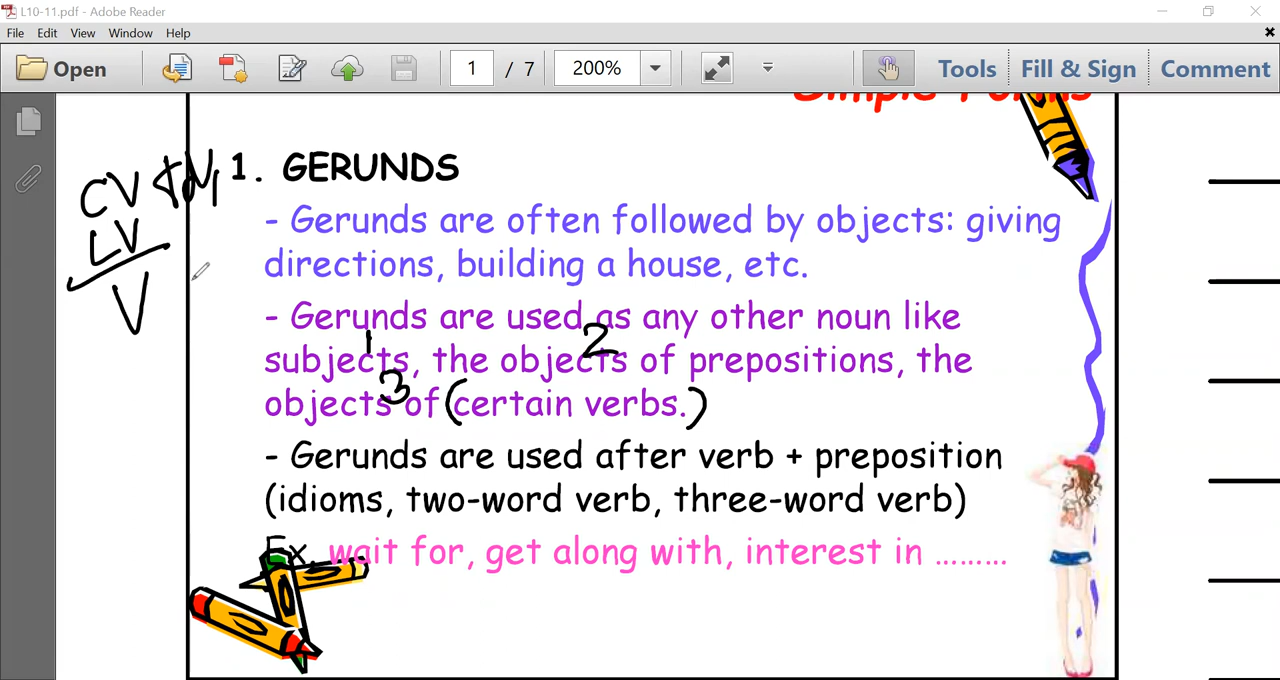 L10-11.pdf - Adobe Reader
File Edit View Window Help
Open 1 / 7 200% Tools Fill & Sign Comment
1. GERUNDS
CV
LV
V
- Gerunds are often followed by objects: giving
directions, building a house, etc.
- Gerunds are used as any other noun like
1 2
subjects, the objects of prepositions, the
3
objects of (certain verbs.)
- Gerunds are used after verb + preposition
(idioms, two-word verb, three-word verb)
Ex. wait for, get along with, interest in .........